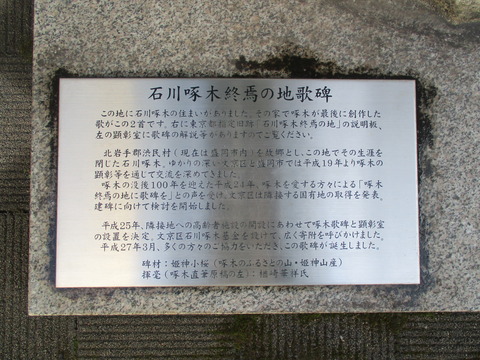 石川啄木終焉の地歌碑
この地に石川啄木の住まいがありました。その家で啄木が最後に創作した
歌がこの2首です。右に東京都指定旧跡「石川啄木終焉の地」の説明板、
左の顕彰室に歌碑の解説等がありますのでご覧ください。
北岩手郡渋民村(現在は盛岡市内)を故郷とし、この地でその生涯を
閉じた石川啄木。ゆかりの深い文京区と盛岡市では平成19年より啄木の
顕彰等を通じて交流を深めてきました。
啄木の没後100年を迎えた平成24年、啄木を愛する方々による「啄木
終焉の地に歌碑を」との声を受け、文京区は隣接する国有地の取得を発表、
建碑に向けて検討を開始しました。
平成25年、隣接地への高齢者施設の開設にあわせて啄木歌碑と顕彰室
の設置を決定。文京区石川啄木基金を設けて、広く寄附を呼びかけました。
平成27年3月、多くの方々のご協力をいただき、この歌碑が誕生しました。
碑材:姫神小桜(啄木のふるさとの山・姫神山産)
揮毫(啄木直筆原稿の左):楢崎華祥氏